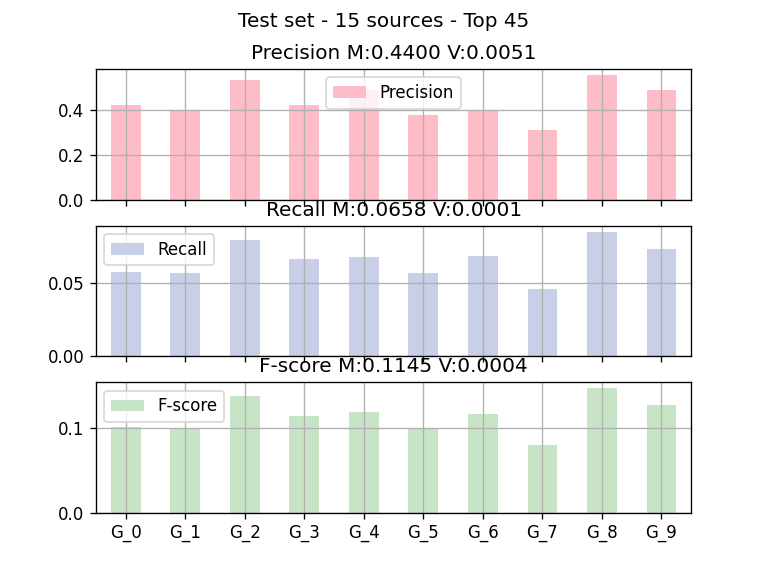 Test set - 15 sources - Top 45
Precision M:0.4400 V:0.0051
Precision
0.4
0.2
0.0
Recall M:0.0658 V:0.0001
Recall
0.05
0.00
F-score M:0.1145 V:0.0004
F-score
0.1
0.0
G_0 G_1 G_2 G_3 G_4 G_5 G_6 G_7 G_8 G_9